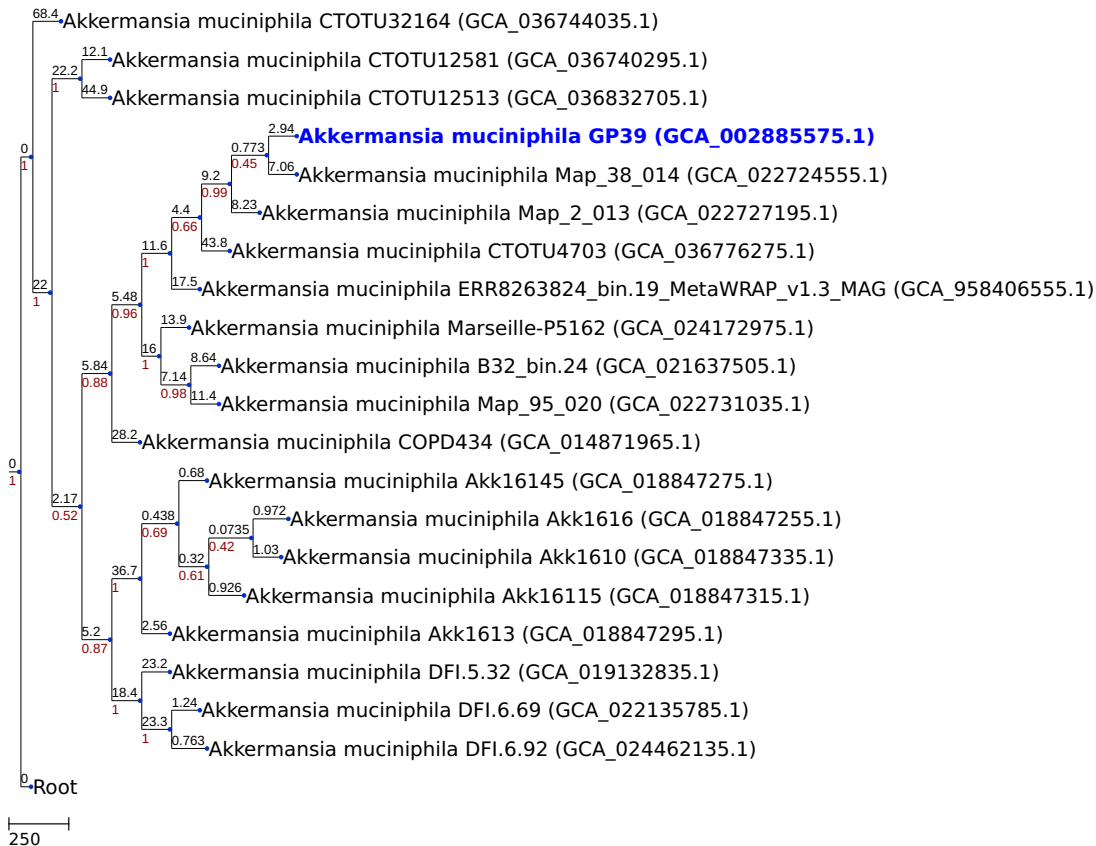 68.4
Akkermansia muciniphila CTOTU32164 (GCA_036744035.1)
12.1
Akkermansia muciniphila CTOTU12581 (GCA_036740295.1)
22.2
1
44.9
Akkermansia muciniphila CTOTU12513 (GCA_036832705.1)
2.94
Akkermansia muciniphila GP39 (GCA_002885575.1)
0.773
0.45
0
1
7.06
Akkermansia muciniphila Map_38_014 (GCA_022724555.1)
9.2
0.99
8.23
Akkermansia muciniphila Map_2_013 (GCA_022727195.1)
4.4
0.66
43.8
Akkermansia muciniphila CTOTU4703 (GCA_036776275.1)
11.6
1
17.5
Akkermansia muciniphila ERR8263824_bin.19_MetaWRAP_v1.3_MAG (GCA_958406555.1)
22
1
5.48
0.96
13.9
Akkermansia muciniphila Marseille-P5162 (GCA_024172975.1)
16
1
8.64
Akkermansia muciniphila B32_bin.24 (GCA_021637505.1)
5.84
0.88
7.14
0.98
11.4
Akkermansia muciniphila Map_95_020 (GCA_022731035.1)
28.2
Akkermansia muciniphila COPD434 (GCA_014871965.1)
0
1
0.68
Akkermansia muciniphila Akk16145 (GCA_018847275.1)
2.17
0.52
0.438
0.69
0.972
Akkermansia muciniphila Akk1616 (GCA_018847255.1)
0.0735
0.42
1.03
Akkermansia muciniphila Akk1610 (GCA_018847335.1)
0.32
0.61
36.7
1
0.926
Akkermansia muciniphila Akk16115 (GCA_018847315.1)
2.56
Akkermansia muciniphila Akk1613 (GCA_018847295.1)
5.2
0.87
23.2
Akkermansia muciniphila DFI.5.32 (GCA_019132835.1)
18.4
1
1.24
Akkermansia muciniphila DFI.6.69 (GCA_022135785.1)
23.3
1
0.763
Akkermansia muciniphila DFI.6.92 (GCA_024462135.1)
0
Root
250